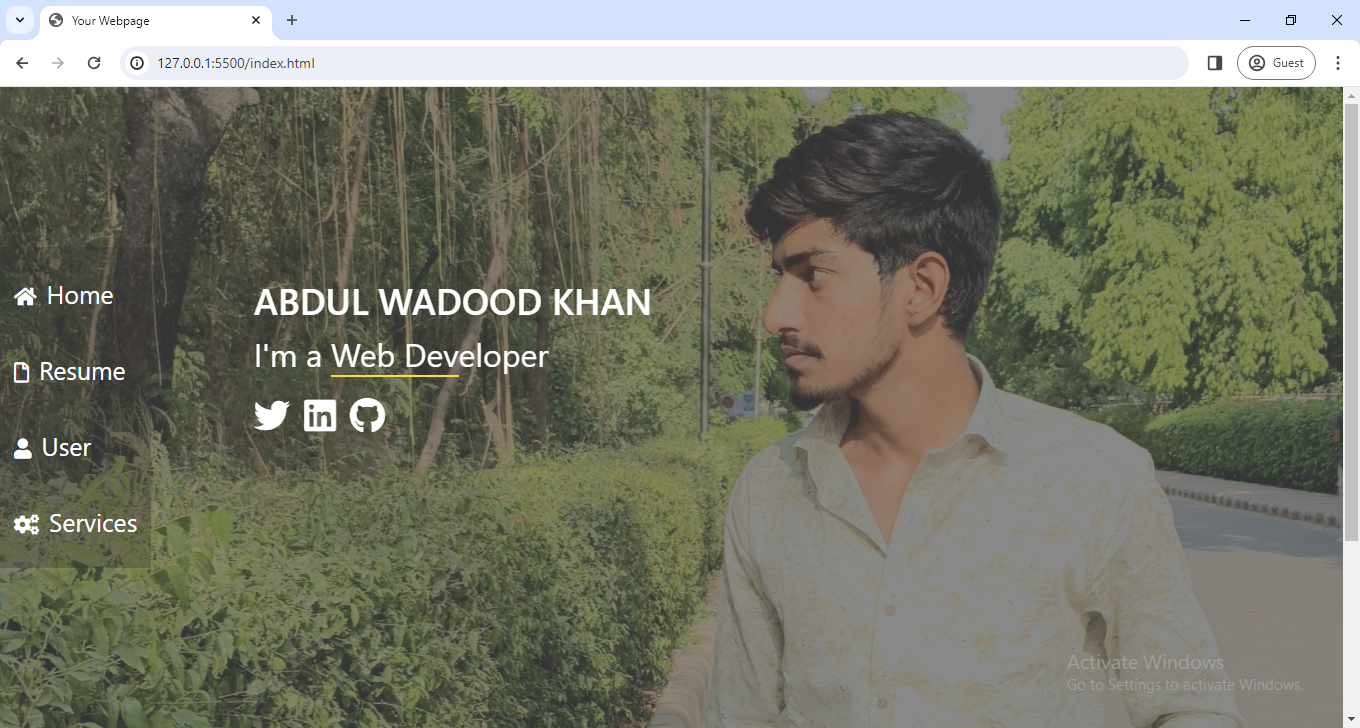 Your Webpage
127.0.0.1:5500/index.html
Guest
Home
Resume
User
Services
ABDUL WADOOD KHAN
I'm a Web Developer
in
Activate Windows
Go to Settings to activate Windows.